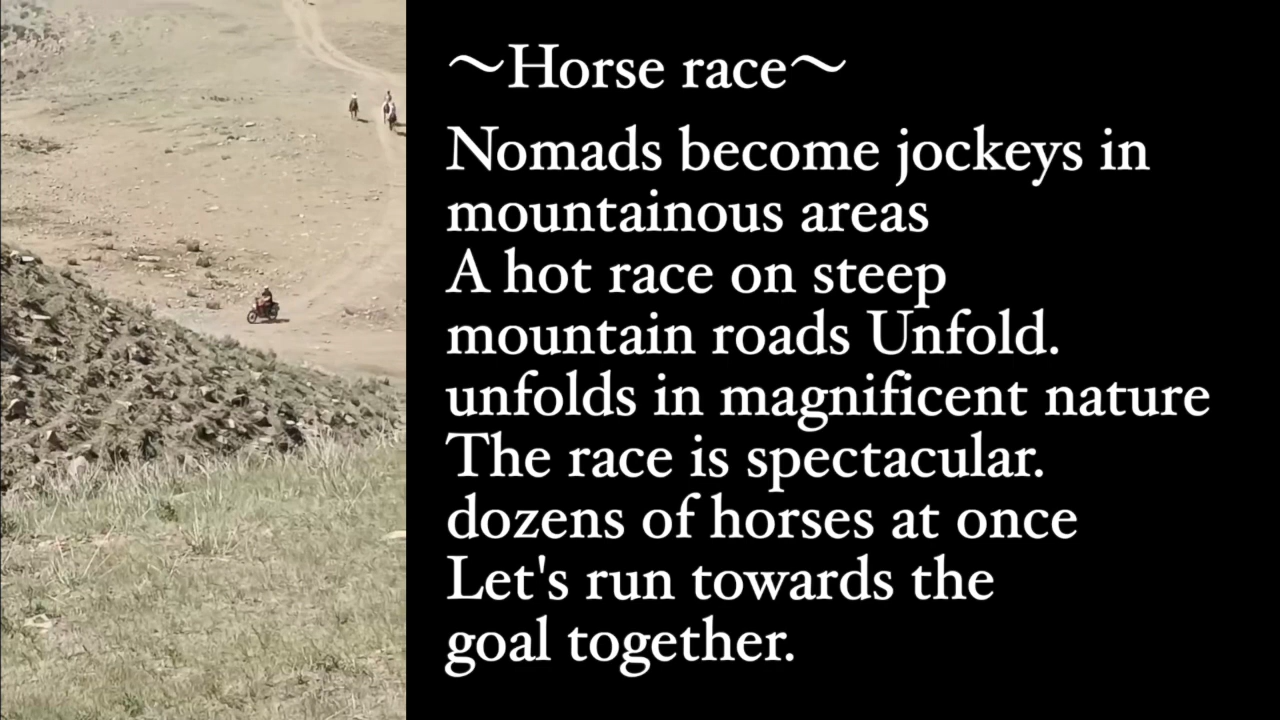 ～Horse race～
Nomads become jockeys in
mountainous areas
A hot race on steep
mountain roads Unfold.
unfolds in magnificent nature
The race is spectacular.
dozens of horses at once
Let's run towards the
goal together.